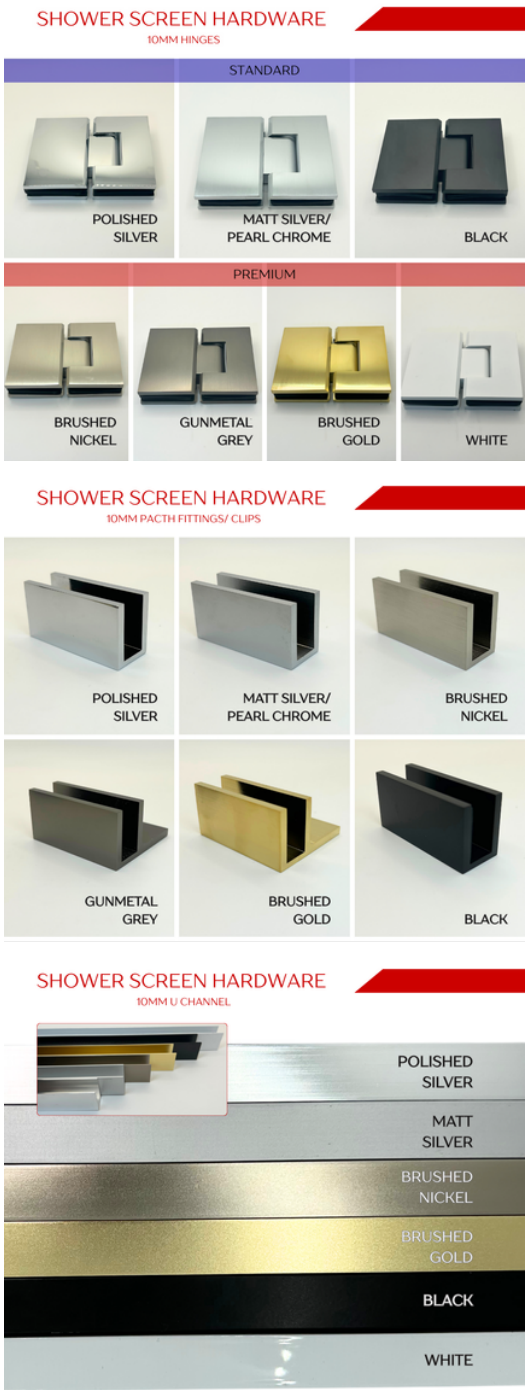 SHOWER SCREEN HARDWARE
10MM HINGES
STANDARD
POLISHED
SILVER
MATT SILVER/
PEARL CHROME
BLACK
PREMIUM
BRUSHED
NICKEL
GUNMETAL
GREY
BRUSHED
GOLD
WHITE
SHOWER SCREEN HARDWARE
10MM PACTH FITTINGS/ CLIPS
POLISHED
SILVER
MATT SILVER/
PEARL CHROME
BRUSHED
NICKEL
GUNMETAL
GREY
BRUSHED
GOLD
BLACK
SHOWER SCREEN HARDWARE
10MM U CHANNEL
POLISHED
SILVER
MATT
SILVER
BRUSHED
NICKEL
BRUSHED
GOLD
BLACK
WHITE